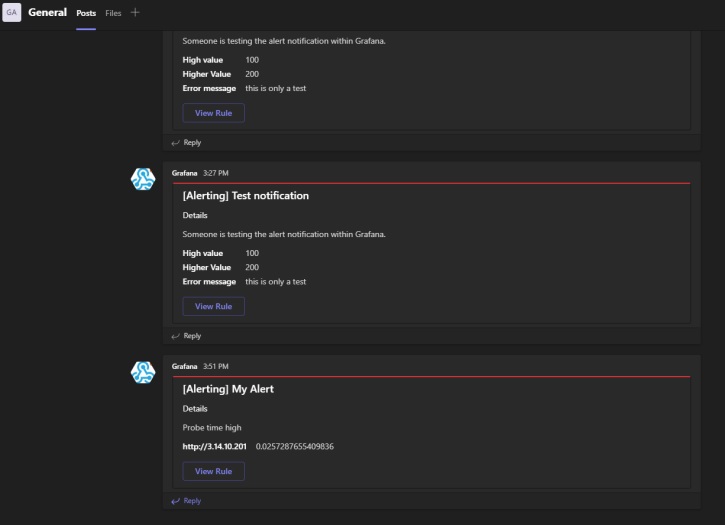 GA General Posts Files
Someone is testing the alert notification within Grafana.
High value 100
Higher Value 200
Error message this is only a test
View Rule
Reply
Grafana 3:27 PM
[Alerting] Test notification
Details
Someone is testing the alert notification within Grafana.
High value 100
Higher Value 200
Error message this is only a test
View Rule
Reply
Grafana 3:51 PM
[Alerting] My Alert
Details
Probe time high
http://3.14.10.201 0.0257287655409836
View Rule
Reply